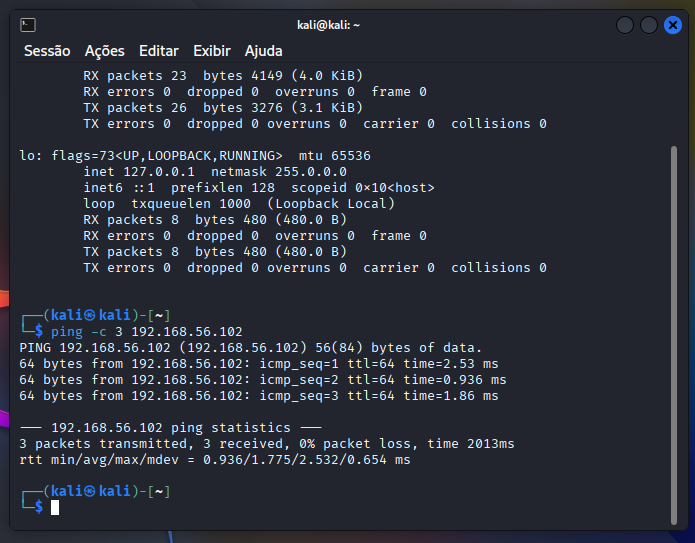 kali@kali: ~
Sessão Ações Editar Exibir Ajuda
RX packets 23  bytes 4149 (4.0 KiB)
RX errors 0  dropped 0  overruns 0  frame 0
TX packets 26  bytes 3276 (3.1 KiB)
TX errors 0  dropped 0 overruns 0  carrier 0  collisions 0
lo: flags=73<UP,LOOPBACK,RUNNING>  mtu 65536
inet 127.0.0.1  netmask 255.0.0.0
inet6 ::1  prefixlen 128  scopeid 0×10<host>
loop  txqueuelen 1000  (Loopback Local)
RX packets 8  bytes 480 (480.0 B)
RX errors 0  dropped 0  overruns 0  frame 0
TX packets 8  bytes 480 (480.0 B)
TX errors 0  dropped 0 overruns 0  carrier 0  collisions 0
┌──(kali㉿kali)-[~]
└─$ ping -c 3 192.168.56.102
PING 192.168.56.102 (192.168.56.102) 56(84) bytes of data.
64 bytes from 192.168.56.102: icmp_seq=1 ttl=64 time=2.53 ms
64 bytes from 192.168.56.102: icmp_seq=2 ttl=64 time=0.936 ms
64 bytes from 192.168.56.102: icmp_seq=3 ttl=64 time=1.86 ms
--- 192.168.56.102 ping statistics ---
3 packets transmitted, 3 received, 0% packet loss, time 2013ms
rtt min/avg/max/mdev = 0.936/1.775/2.532/0.654 ms
┌──(kali㉿kali)-[~]
└─$